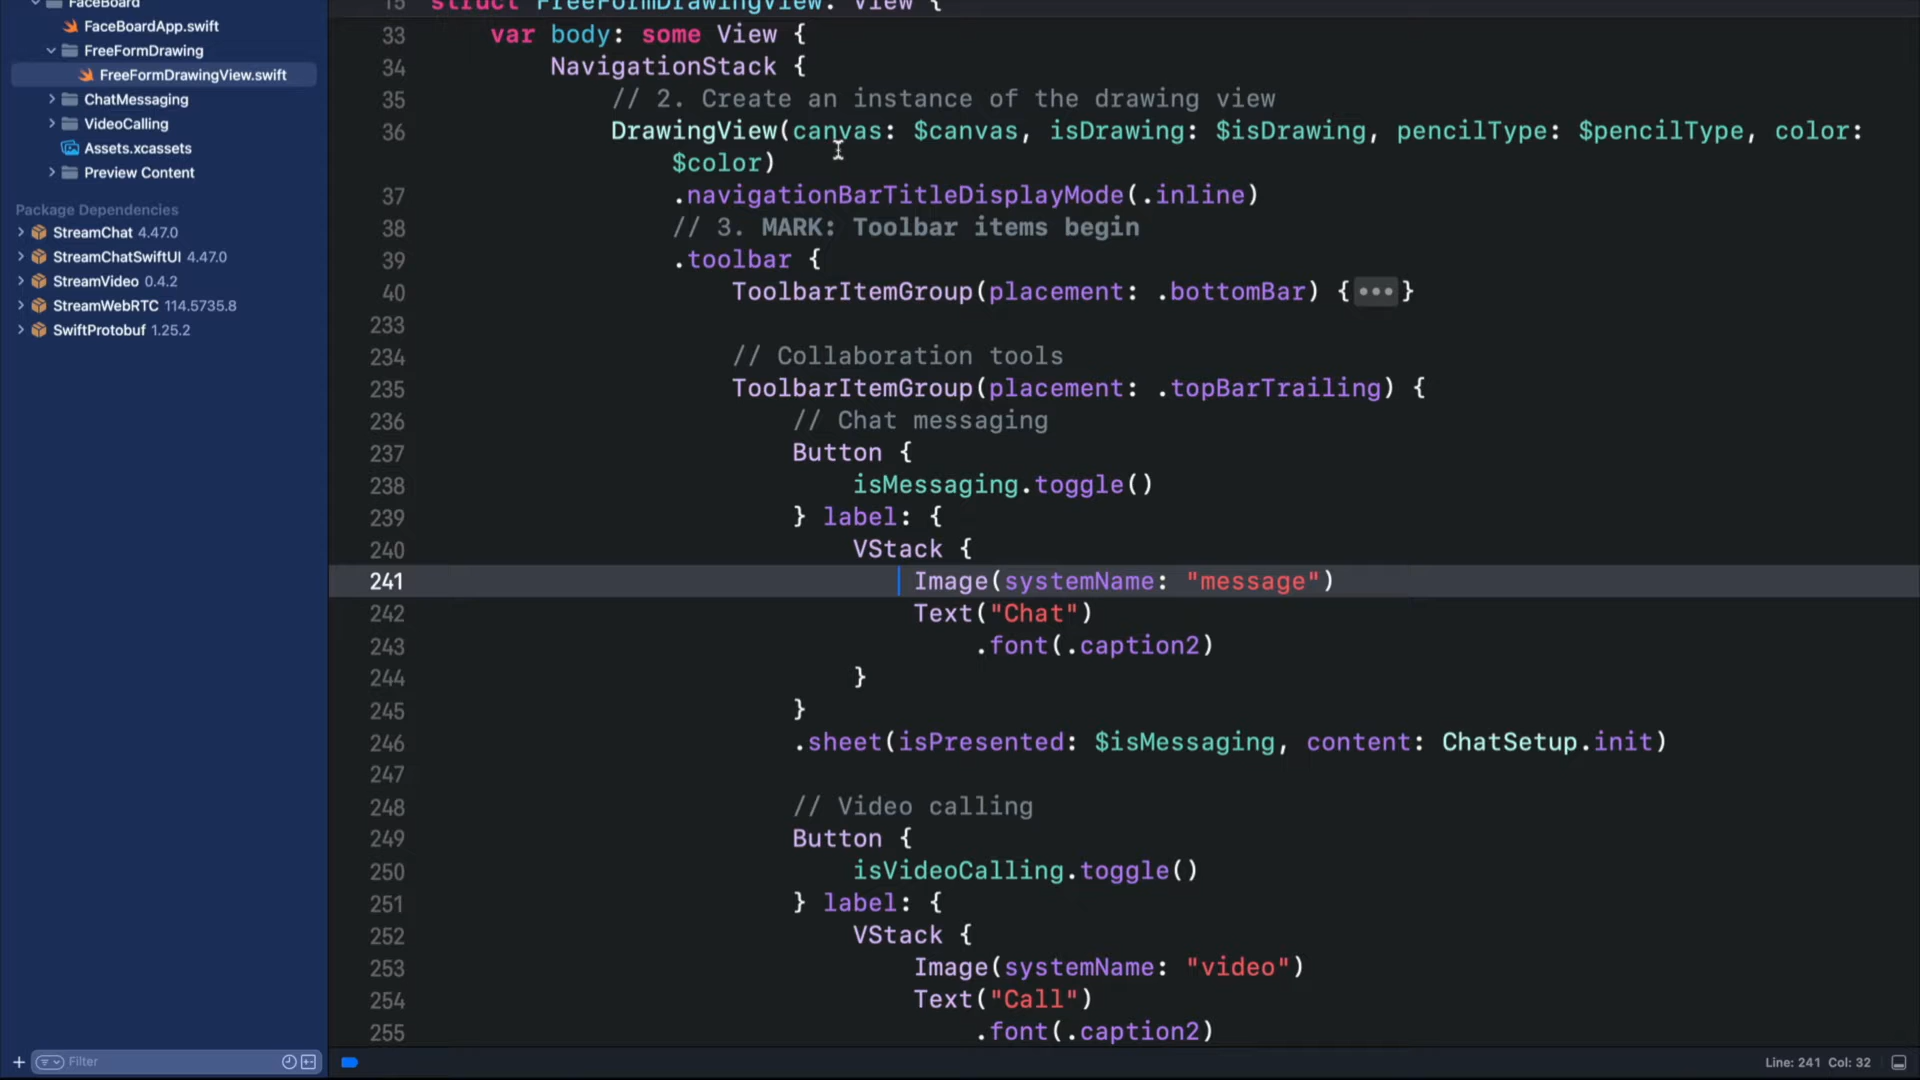 FaceBoard
FaceBoardApp.swift
FreeFormDrawing
FreeFormDrawingView.swift
ChatMessaging
VideoCalling
Assets.xcassets
Preview Content
Package Dependencies
StreamChat 4.47.0
StreamChatSwiftUI 4.47.0
StreamVideo 0.4.2
StreamWebRTC 114.5735.8
SwiftProtobuf 1.25.2
Filter
15 struct FreeFormDrawingView: View {
33 var body: some View {
34 NavigationStack {
35 // 2. Create an instance of the drawing view
36 DrawingView(canvas: $canvas, isDrawing: $isDrawing, pencilType: $pencilType, color:
$color)
37 .navigationBarTitleDisplayMode(.inline)
38 // 3. MARK: Toolbar items begin
39 .toolbar {
40 ToolbarItemGroup(placement: .bottomBar) {•••}
233
234 // Collaboration tools
235 ToolbarItemGroup(placement: .topBarTrailing) {
236 // Chat messaging
237 Button {
238 isMessaging.toggle()
239 } label: {
240 VStack {
241 Image(systemName: "message")
242 Text("Chat")
243 .font(.caption2)
244 }
245 }
246 .sheet(isPresented: $isMessaging, content: ChatSetup.init)
247
248 // Video calling
249 Button {
250 isVideoCalling.toggle()
251 } label: {
252 VStack {
253 Image(systemName: "video")
254 Text("Call")
255 .font(.caption2)
Line: 241 Col: 32